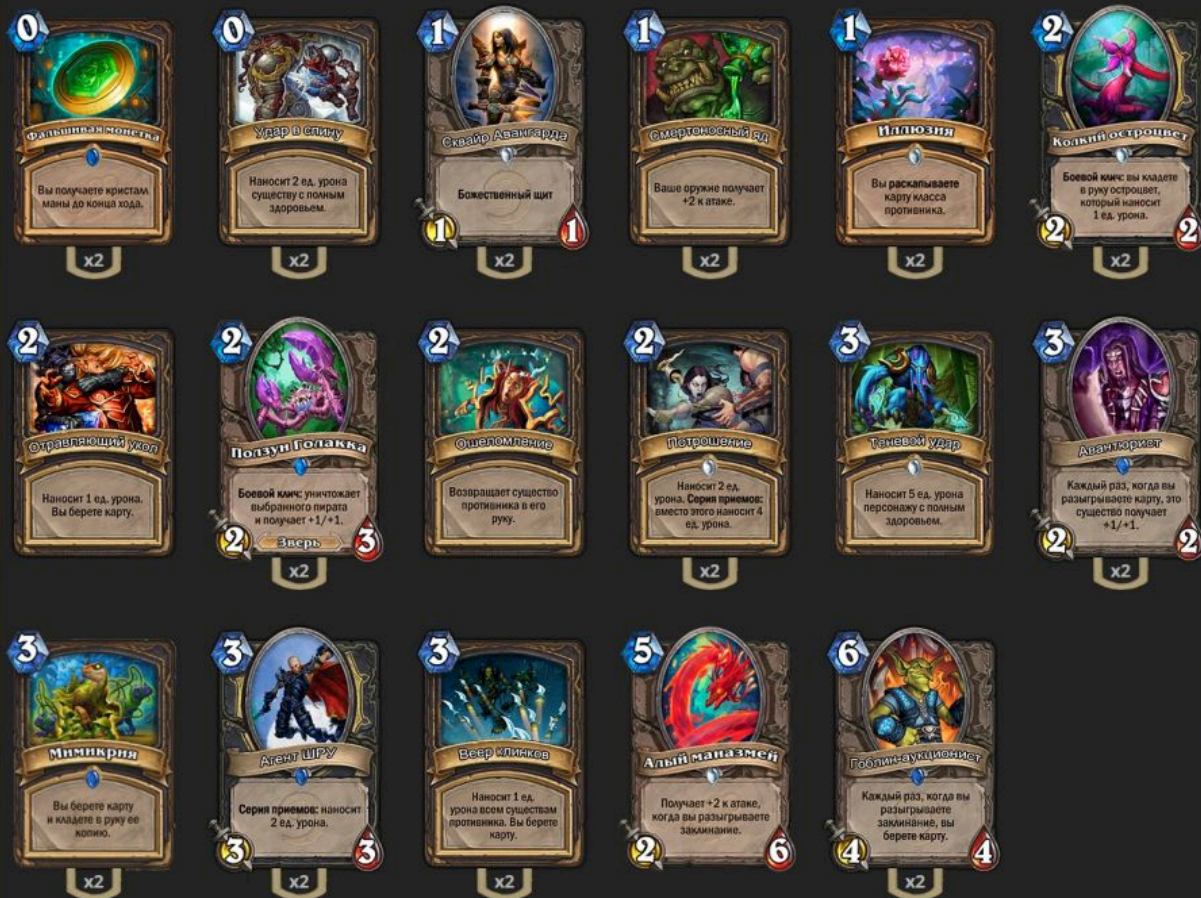 0
Фальшивая монетка
Вы получаете кристалл
маны до конца хода.
x2
0
Удар в спину
Наносит 2 ед. урона
существу с полным
здоровьем.
x2
1
Сквайр Авангарда
Божественный щит
1
1
x2
1
Смертоносный яд
Ваше оружие получает
+2 к атаке.
x2
1
Иллюзия
Вы раскапываете
карту класса
противника.
x2
2
Колкий остроцвет
Боевой клич: вы кладете
в руку остроцвет,
который наносит
1 ед. урона.
2
2
x2
2
Отравляющий укол
Наносит 1 ед. урона.
Вы берете карту.
2
Ползун Голакка
Боевой клич: уничтожает
выбранного пирата
и получает +1/+1.
Зверь
2
3
x2
2
Ошеломление
Возвращает существо
противника в его
руку.
2
Потрошение
Наносит 2 ед.
урона. Серия приемов:
вместо этого наносит 4
ед. урона.
x2
3
Теневой удар
Наносит 5 ед. урона
персонажу с полным
здоровьем.
3
Авантюрист
Каждый раз, когда вы
разыгрываете карту, это
существо получает
+1/+1.
2
2
x2
3
Мимикрия
Вы берете карту
и кладете в руку ее
копию.
x2
3
Агент ШРУ
Серия приемов: наносит
2 ед. урона.
3
3
x2
3
Веер клинков
Наносит 1 ед.
урона всем существам
противника. Вы берете
карту.
x2
5
Алый маназмей
Получает +2 к атаке,
когда вы разыгрываете
заклинание.
2
6
6
Гоблин-аукционист
Каждый раз, когда вы
разыгрываете
заклинание, вы
берете карту.
4
4
x2